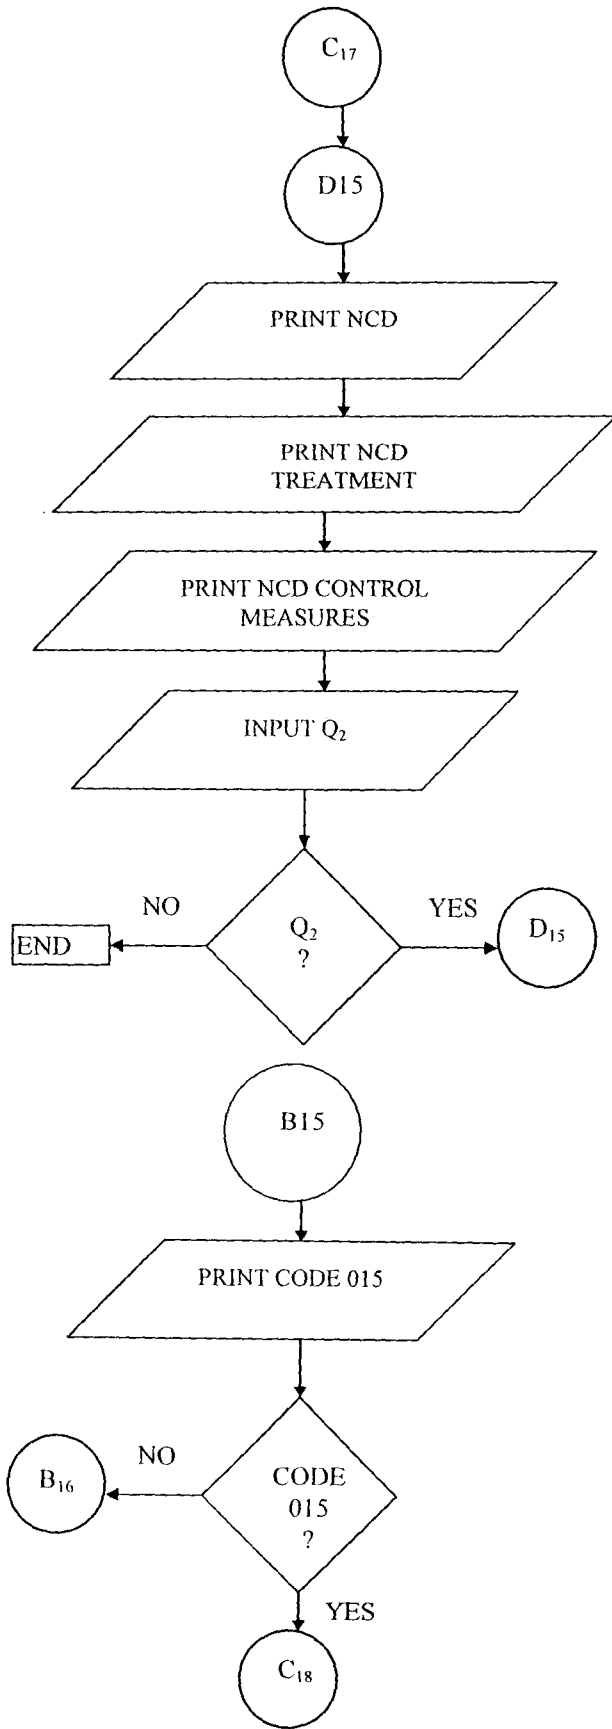 C₁₇
D15
PRINT NCD
PRINT NCD
TREATMENT
PRINT NCD CONTROL
MEASURES
INPUT Q₂
NO
YES
Q₂
?
END
D₁₅
B15
PRINT CODE 015
NO
B₁₆
CODE
015
?
YES
C₁₈